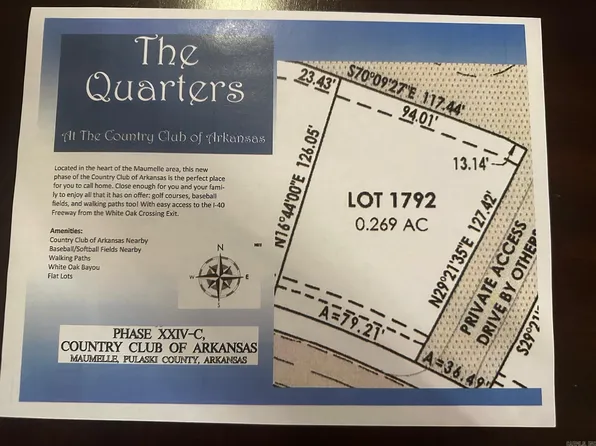 The
Quarters
At The Country Club of Arkansas
Located in the heart of the Maumelle area, this new
phase of the Country Club of Arkansas is the perfect place
for you to call home. Close enough for you and your fami-
ly to enjoy all that it has on offer: golf courses, baseball
fields, and walking paths too! With easy access to the I-40
Freeway from the White Oak Crossing Exit.
Amenities:
Country Club of Arkansas Nearby
Baseball/Softball Fields Nearby
Walking Paths
White Oak Bayou
Flat Lots
N
W
E
S
PHASE XXIV-C,
COUNTRY CLUB OF ARKANSAS
MAUMELLE, PULASKI COUNTY, ARKANSAS
23.43'
S70°09'27"E 117.44'
94.01'
13.14'
N16°44'00"E 126.05'
LOT 1792
0.269 AC
N29°21'35"E 127.42'
PRIVATE ACCESS
DRIVE BY OTHERS
A=79.21'
A=36.49'